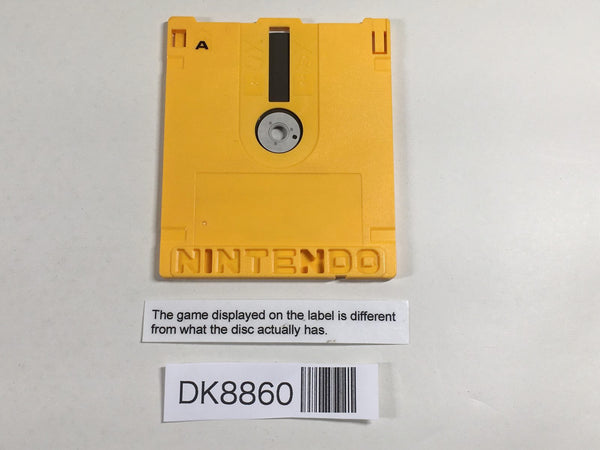 A
NINTENDO
The game displayed on the label is different
from what the disc actually has.
DK8860